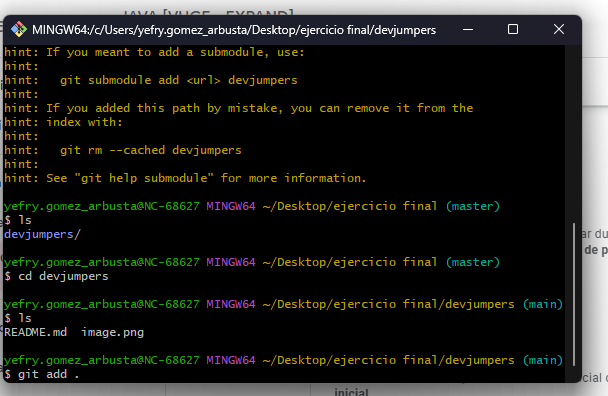 JAVA [YUGE - EXPAND]
MINGW64:/c/Users/yefry.gomez_arbusta/Desktop/ejercicio final/devjumpers
hint: If you meant to add a submodule, use:
hint:
hint:   git submodule add <url> devjumpers
hint:
hint: If you added this path by mistake, you can remove it from the
hint: index with:
hint:
hint:   git rm --cached devjumpers
hint:
hint: See "git help submodule" for more information.
yefry.gomez_arbusta@NC-68627 MINGW64 ~/Desktop/ejercicio final (master)
$ ls
devjumpers/
yefry.gomez_arbusta@NC-68627 MINGW64 ~/Desktop/ejercicio final (master)
$ cd devjumpers
yefry.gomez_arbusta@NC-68627 MINGW64 ~/Desktop/ejercicio final/devjumpers (main)
$ ls
README.md  image.png
yefry.gomez_arbusta@NC-68627 MINGW64 ~/Desktop/ejercicio final/devjumpers (main)
$ git add .
ar du
de p
cial
inicial